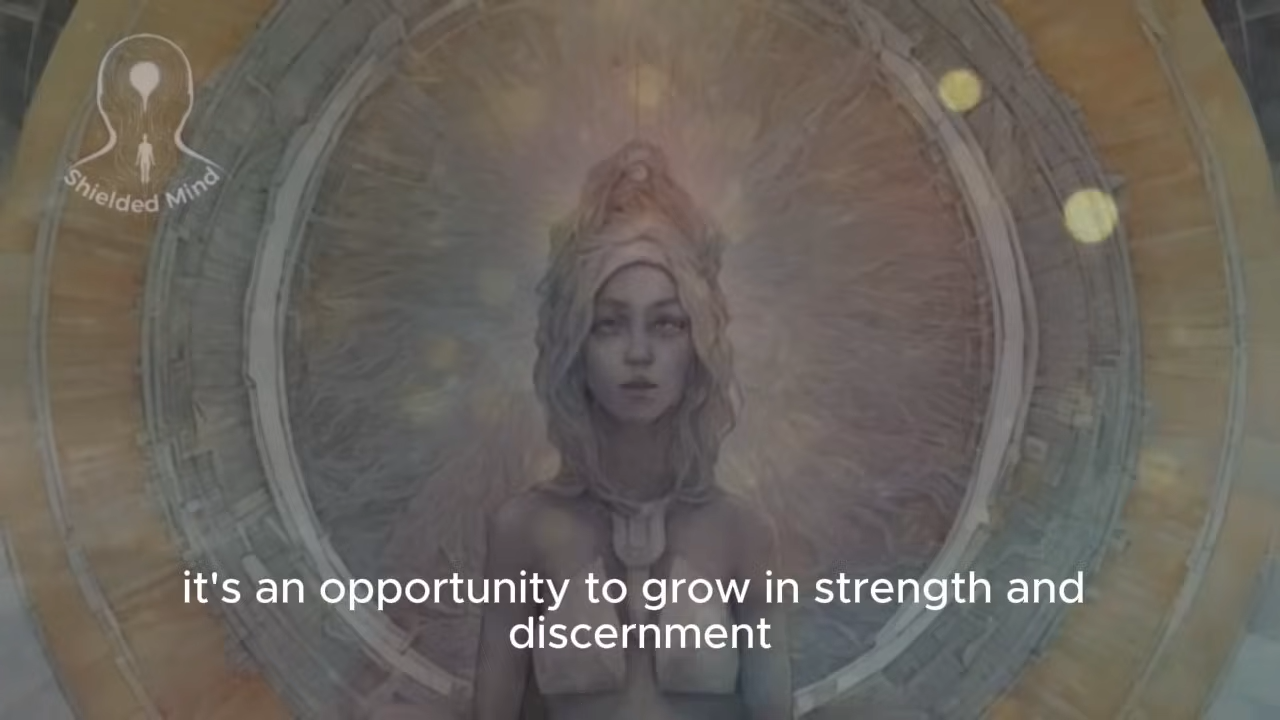 Shielded Mind
it's an opportunity to grow in strength and
discernment